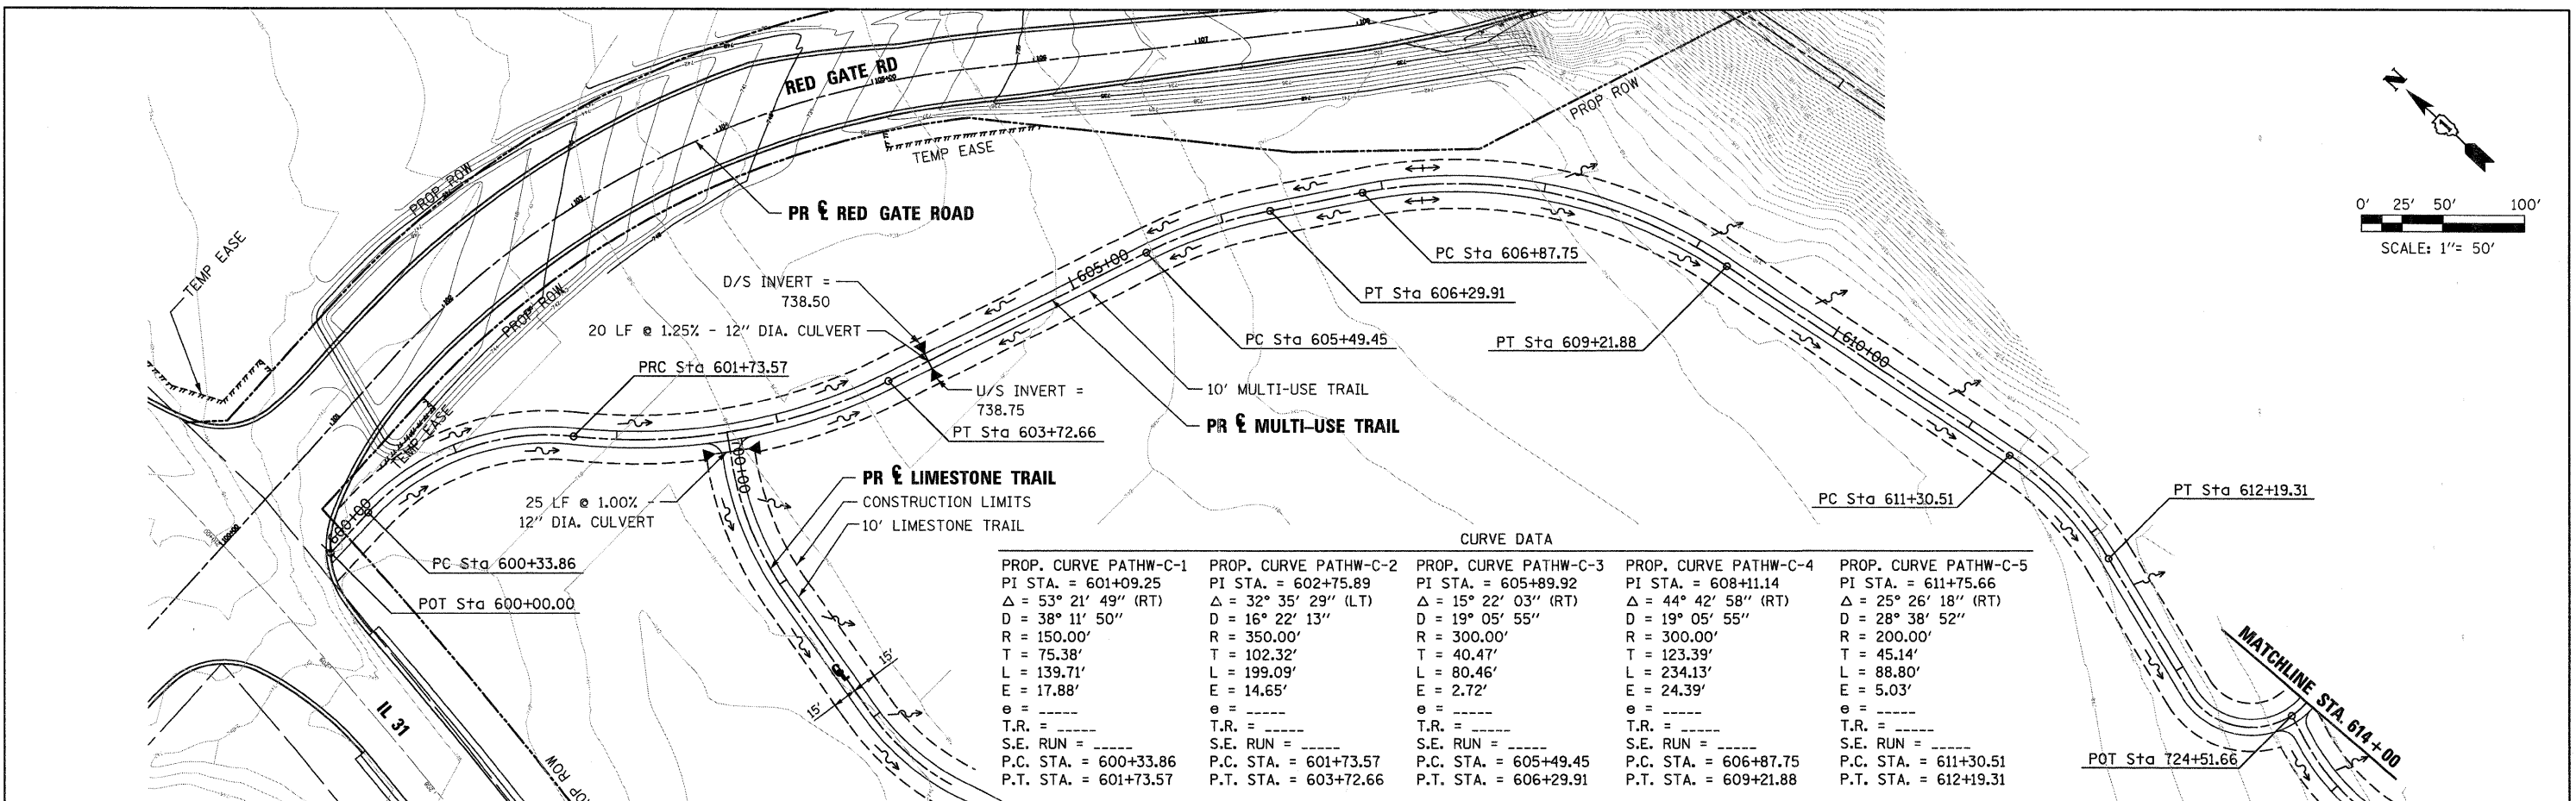 RED GATE RD
106+50
106
107
108
PROP ROW
PROP ROW
N
1
0' 25' 50' 100'
SCALE: 1"= 50'
TEMP EASE
PR ℄ RED GATE ROAD
TEMP EASE
PROP ROW
D/S INVERT =
738.50
20 LF @ 1.25% - 12" DIA. CULVERT
605+00
PC Sta 606+87.75
PT Sta 606+29.91
PC Sta 605+49.45
PT Sta 609+21.88
610+00
PRC Sta 601+73.57
U/S INVERT =
738.75
10' MULTI-USE TRAIL
PT Sta 603+72.66
PR ℄ MULTI-USE TRAIL
TEMP EASE
PR ℄ LIMESTONE TRAIL
CONSTRUCTION LIMITS
10' LIMESTONE TRAIL
700+00
25 LF @ 1.00%
12" DIA. CULVERT
600+00
PC Sta 600+33.86
POT Sta 600+00.00
PC Sta 611+30.51
PT Sta 612+19.31
IL 31
PROP ROW
15'
15'
℄
CURVE DATA
PROP. CURVE PATHW-C-1 PROP. CURVE PATHW-C-2 PROP. CURVE PATHW-C-3 PROP. CURVE PATHW-C-4 PROP. CURVE PATHW-C-5
PI STA. = 601+09.25 PI STA. = 602+75.89 PI STA. = 605+89.92 PI STA. = 608+11.14 PI STA. = 611+75.66
Δ = 53° 21' 49" (RT) Δ = 32° 35' 29" (LT) Δ = 15° 22' 03" (RT) Δ = 44° 42' 58" (RT) Δ = 25° 26' 18" (RT)
D = 38° 11' 50" D = 16° 22' 13" D = 19° 05' 55" D = 19° 05' 55" D = 28° 38' 52"
R = 150.00' R = 350.00' R = 300.00' R = 300.00' R = 200.00'
T = 75.38' T = 102.32' T = 40.47' T = 123.39' T = 45.14'
L = 139.71' L = 199.09' L = 80.46' L = 234.13' L = 88.80'
E = 17.88' E = 14.65' E = 2.72' E = 24.39' E = 5.03'
e = _____ e = _____ e = _____ e = _____ e = _____
T.R. = _____ T.R. = _____ T.R. = _____ T.R. = _____ T.R. = _____
S.E. RUN = _____ S.E. RUN = _____ S.E. RUN = _____ S.E. RUN = _____ S.E. RUN = _____
P.C. STA. = 600+33.86 P.C. STA. = 601+73.57 P.C. STA. = 605+49.45 P.C. STA. = 606+87.75 P.C. STA. = 611+30.51
P.T. STA. = 601+73.57 P.T. STA. = 603+72.66 P.T. STA. = 606+29.91 P.T. STA. = 609+21.88 P.T. STA. = 612+19.31
MATCHLINE STA. 614+00
POT Sta 724+51.66